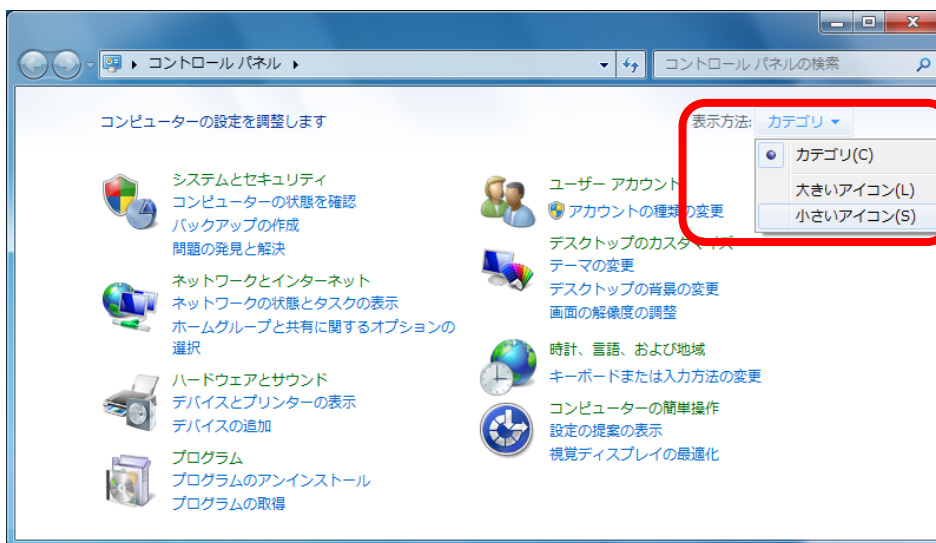 コントロール パネル
コントロール パネルの検索
コンピューターの設定を調整します
表示方法: カテゴリ
カテゴリ(C)
大きいアイコン(L)
小さいアイコン(S)
システムとセキュリティ
コンピューターの状態を確認
バックアップの作成
問題の発見と解決
ネットワークとインターネット
ネットワークの状態とタスクの表示
ホームグループと共有に関するオプションの
選択
ハードウェアとサウンド
デバイスとプリンターの表示
デバイスの追加
プログラム
プログラムのアンインストール
プログラムの取得
ユーザー アカウント
アカウントの種類の変更
デスクトップのカスタマイズ
テーマの変更
デスクトップの背景の変更
画面の解像度の調整
時計、言語、および地域
キーボードまたは入力方法の変更
コンピューターの簡単操作
設定の提案の表示
視覚ディスプレイの最適化